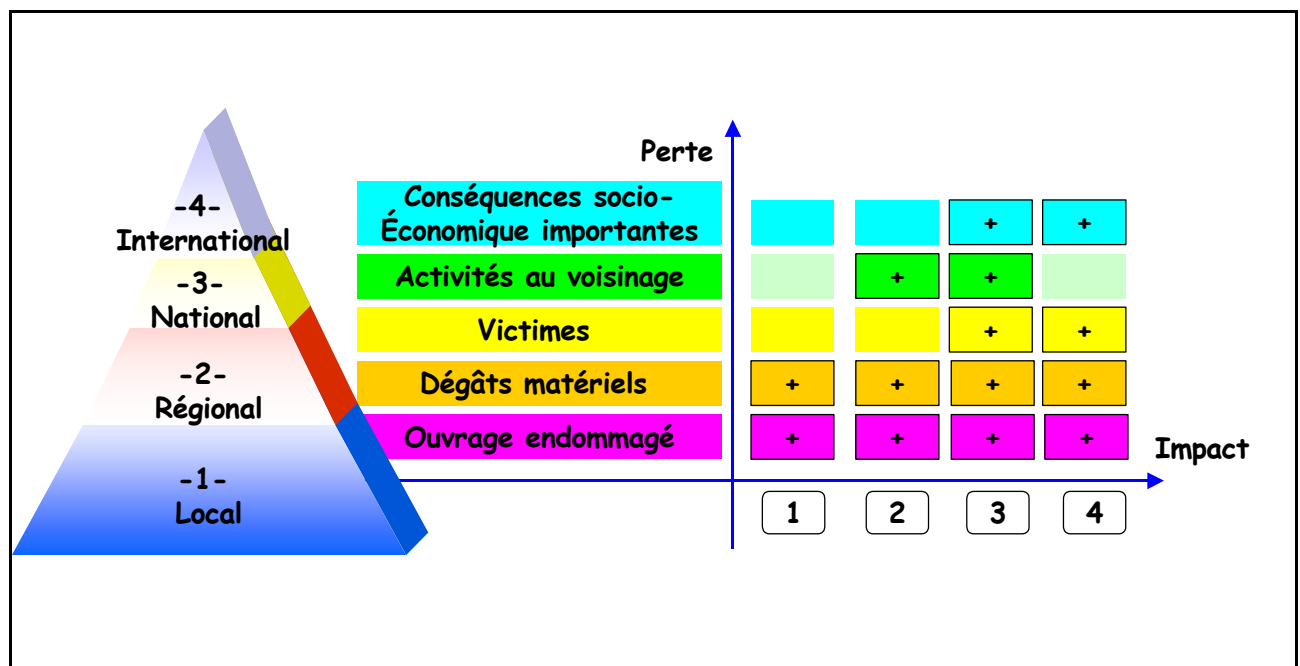 -4-
International
-3-
National
-2-
Régional
-1-
Local
Perte
Conséquences socio-
Économique importantes
+ +
Activités au voisinage
+ +
Victimes
+ +
Dégâts matériels
+ + + +
Ouvrage endommagé
+ + + +
Impact
1 2 3 4